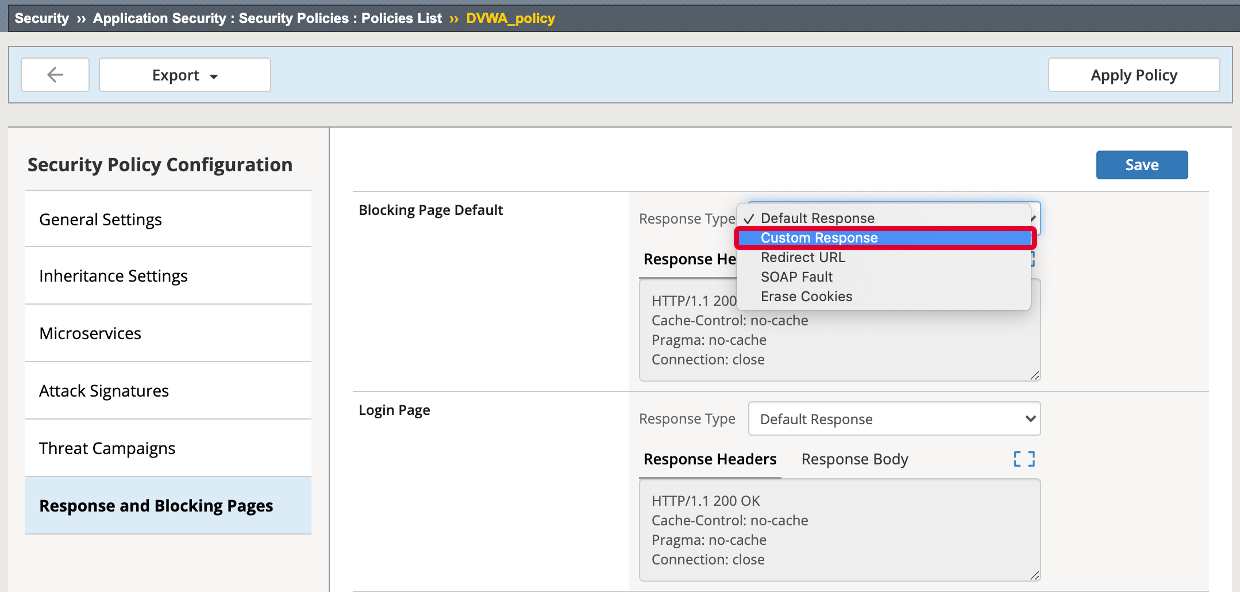 Security ›› Application Security : Security Policies : Policies List ›› DVWA_policy
Export
Apply Policy
Security Policy Configuration
General Settings
Inheritance Settings
Microservices
Attack Signatures
Threat Campaigns
Response and Blocking Pages
Save
Blocking Page Default
Response Type
✓ Default Response
Custom Response
Redirect URL
SOAP Fault
Erase Cookies
Response He
HTTP/1.1 200
Cache-Control: no-cache
Pragma: no-cache
Connection: close
Login Page
Response Type Default Response
Response Headers Response Body
HTTP/1.1 200 OK
Cache-Control: no-cache
Pragma: no-cache
Connection: close